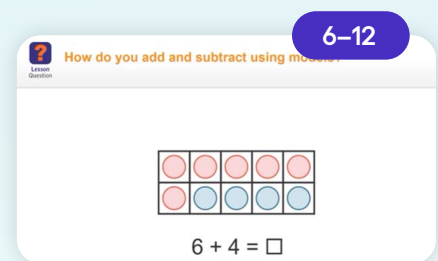 6–12
How do you add and subtract using
?
Lesson
Question
6 + 4 = □